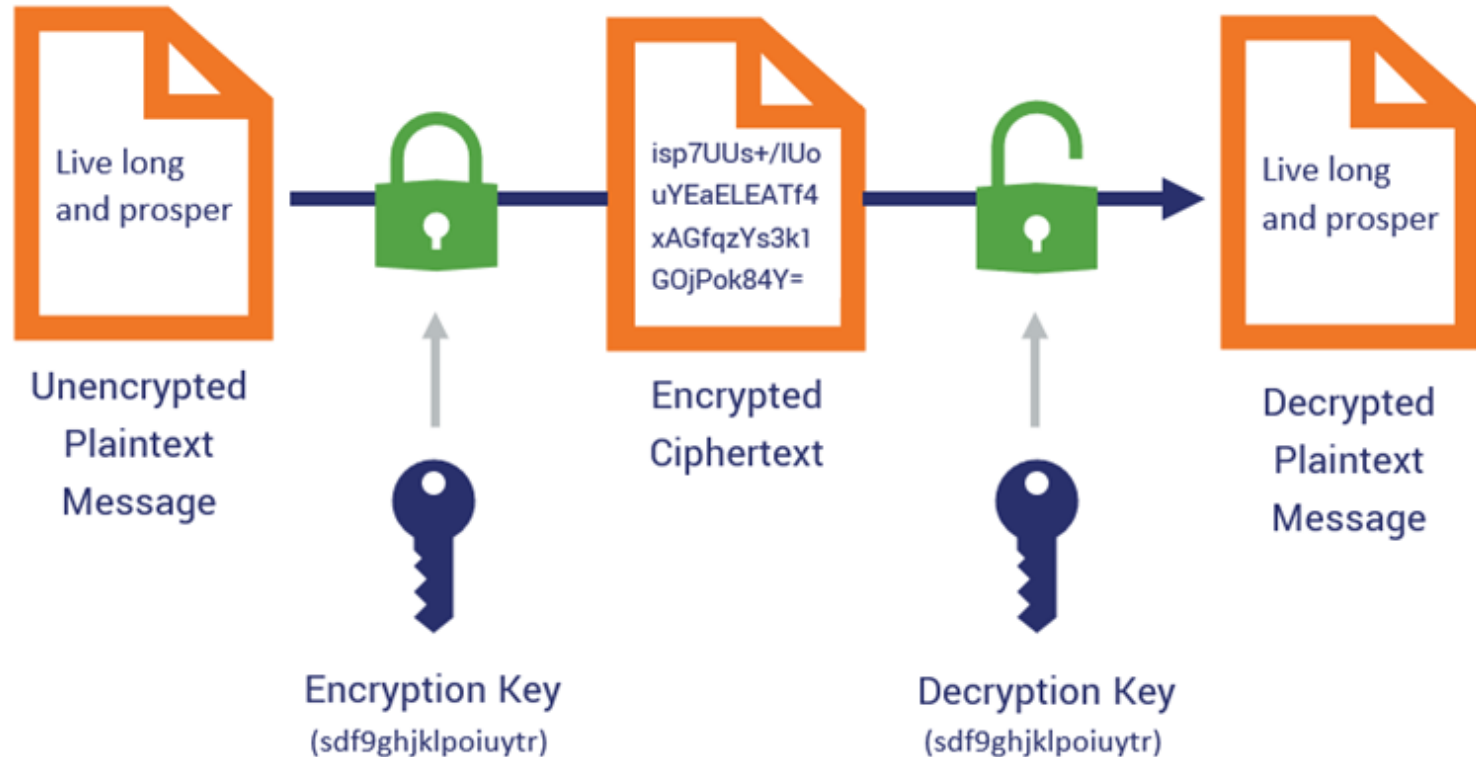 Live long
and prosper
Unencrypted
Plaintext
Message
Encryption Key
(sdf9ghjklpoiuytr)
isp7UUs+/IUo
uYEaELEATf4
xAGfqzYs3k1
GOjPok84Y=
Encrypted
Ciphertext
Decryption Key
(sdf9ghjklpoiuytr)
Live long
and prosper
Decrypted
Plaintext
Message